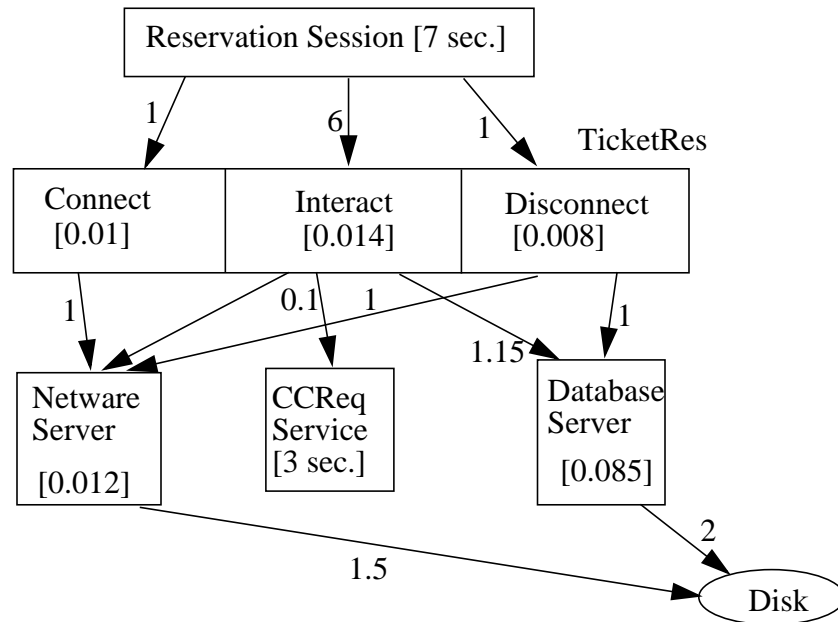 Reservation Session [7 sec.]
1
6
1
TicketRes
Connect
[0.01]
Interact
[0.014]
Disconnect
[0.008]
1
0.1
1
1.15
1
Netware
Server
[0.012]
CCReq
Service
[3 sec.]
Database
Server
[0.085]
1.5
2
Disk